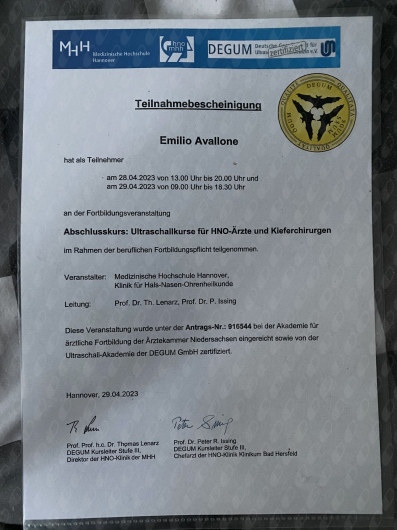 MHH
Medizinische Hochschule
Hannover
hno
mhh
DEGUM
zertifiziert
Teilnahmebescheinigung
DEGUM
Emilio Avallone
hat als Teilnehmer
am 28.04.2023 von 13.00 Uhr bis 20.00 Uhr und
am 29.04.2023 von 09.00 Uhr bis 18.30 Uhr
an der Fortbildungsveranstaltung
Abschlusskurs: Ultraschallkurse für HNO-Ärzte und Kieferchirurgen
im Rahmen der beruflichen Fortbildungspflicht teilgenommen.
Veranstalter: Medizinische Hochschule Hannover,
Klinik für Hals-Nasen-Ohrenheilkunde
Leitung: Prof. Dr. Th. Lenarz, Prof. Dr. P. Issing
Diese Veranstaltung wurde unter der Antrags-Nr.: 916544 bei der Akademie für
ärztliche Fortbildung der Ärztekammer Niedersachsen eingereicht sowie von der
Ultraschall-Akademie der DEGUM GmbH zertifiziert.
Hannover, 29.04.2023
Prof. Prof. h.c. Dr. Thomas Lenarz
DEGUM Kursleiter Stufe III,
Direktor der HNO-Klinik der MHH
Prof. Dr. Peter R. Issing
DEGUM Kursleiter Stufe III,
Chefarzt der HNO-Klinik Klinikum Bad Hersfeld